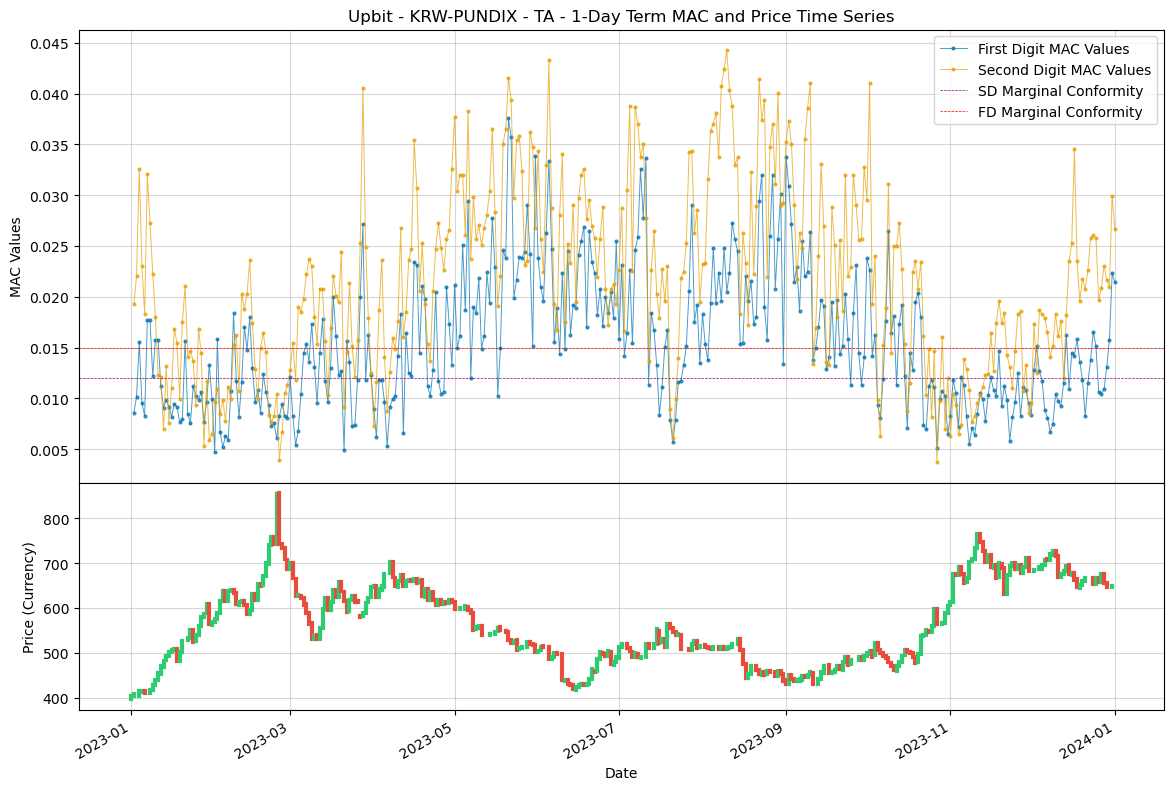 Upbit - KRW-PUNDIX - TA - 1-Day Term MAC and Price Time Series
First Digit MAC Values
Second Digit MAC Values
SD Marginal Conformity
FD Marginal Conformity
MAC Values
0.045
0.040
0.035
0.030
0.025
0.020
0.015
0.010
0.005
Price (Currency)
800
700
600
500
400
2023-01
2023-03
2023-05
2023-07
2023-09
2023-11
2024-01
Date